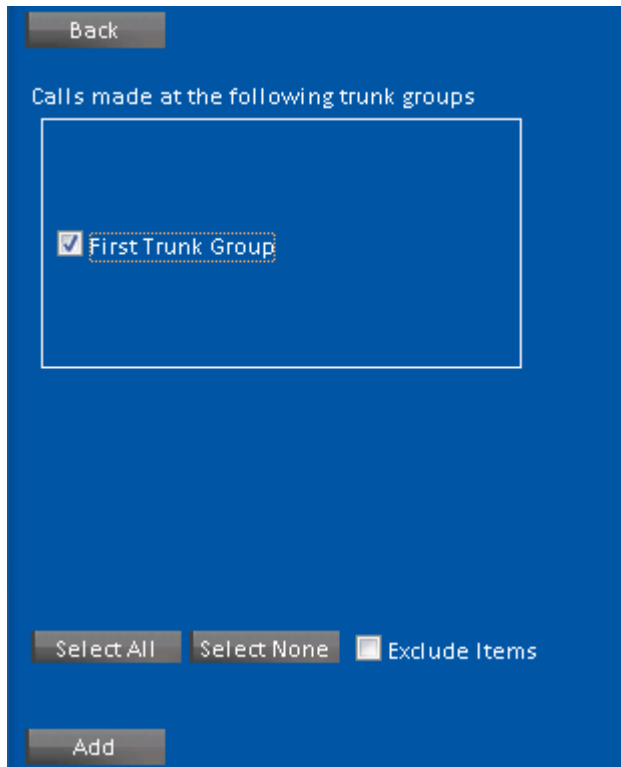 Back
Calls made at the following trunk groups
First Trunk Group
Select All Select None Exclude Items
Add